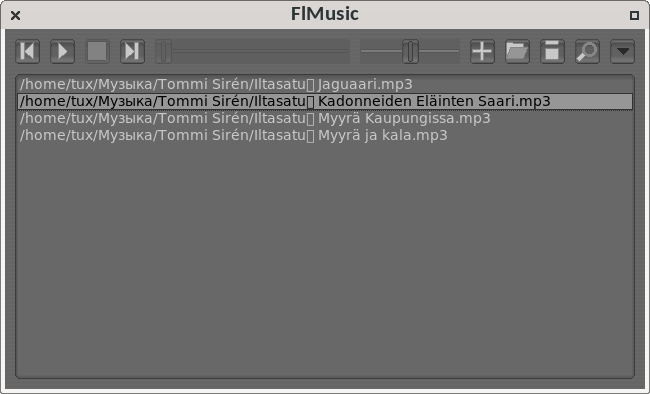 FlMusic
/home/tux/Музыка/Tommi Sirén/Iltasatu▯ Jaguaari.mp3
/home/tux/Музыка/Tommi Sirén/Iltasatu▯ Kadonneiden Eläinten Saari.mp3
/home/tux/Музыка/Tommi Sirén/Iltasatu▯ Myyrä Kaupungissa.mp3
/home/tux/Музыка/Tommi Sirén/Iltasatu▯ Myyrä ja kala.mp3